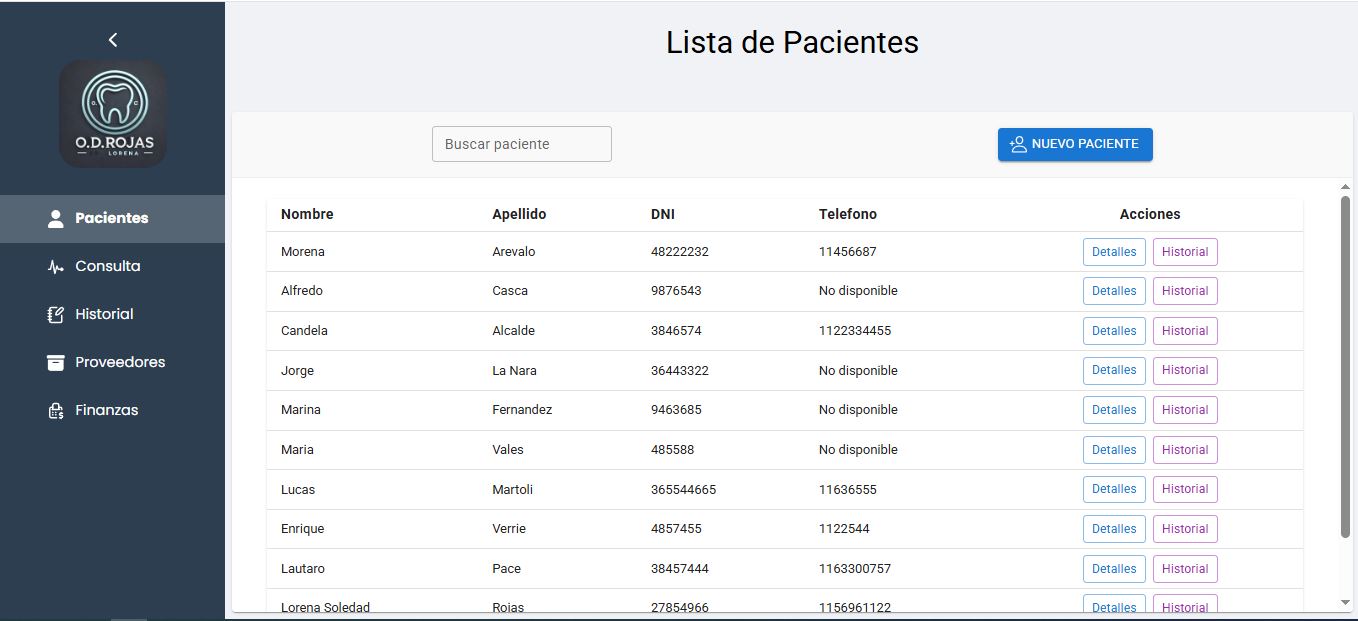 Lista de Pacientes
O. C
O.D.ROJAS
LORENA
Buscar paciente
NUEVO PACIENTE
Pacientes
Consulta
Historial
Proveedores
Finanzas
Nombre Apellido DNI Telefono Acciones
Morena Arevalo 48222232 11456687 Detalles Historial
Alfredo Casca 9876543 No disponible Detalles Historial
Candela Alcalde 3846574 1122334455 Detalles Historial
Jorge La Nara 36443322 No disponible Detalles Historial
Marina Fernandez 9463685 No disponible Detalles Historial
Maria Vales 485588 No disponible Detalles Historial
Lucas Martoli 365544665 11636555 Detalles Historial
Enrique Verrie 4857455 1122544 Detalles Historial
Lautaro Pace 38457444 1163300757 Detalles Historial
Lorena Soledad Rojas 27854966 1156961122 Detalles Historial